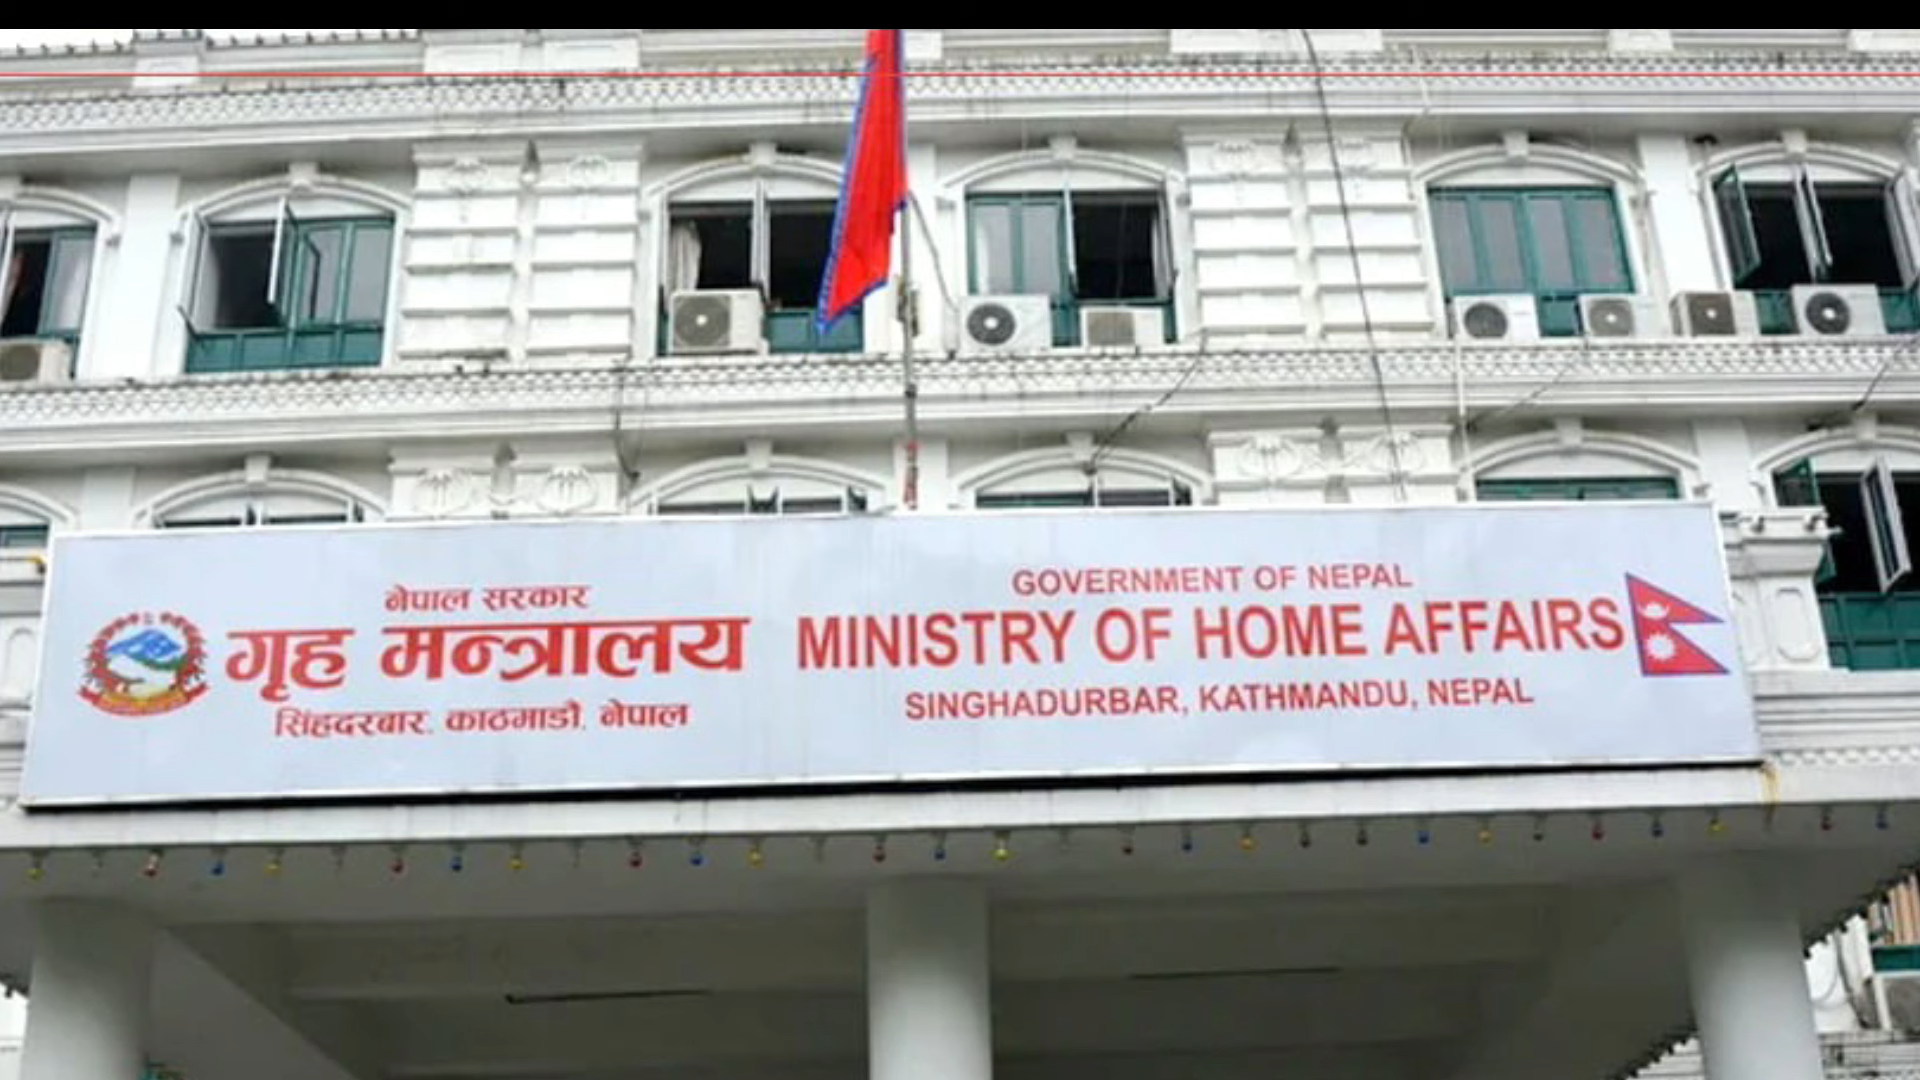 नेपाल सरकार
गृह मन्त्रालय
सिंहदरबार, काठमाडौं, नेपाल
GOVERNMENT OF NEPAL
MINISTRY OF HOME AFFAIRS
SINGHADURBAR, KATHMANDU, NEPAL